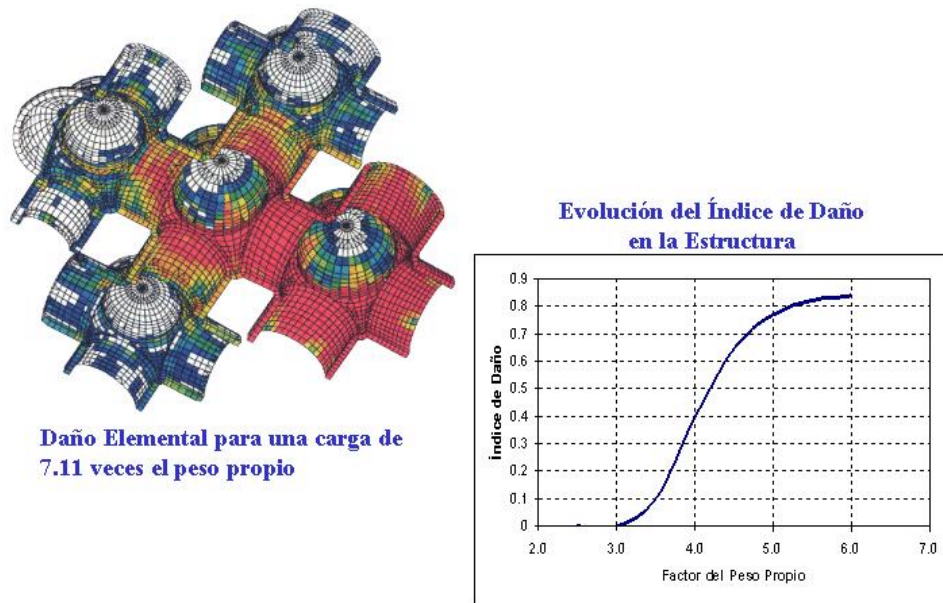 Daño Elemental para una carga de
7.11 veces el peso propio
Evolución del Índice de Daño
en la Estructura
0.9
0.8
0.7
0.6
0.5
0.4
0.3
0.2
0.1
0
Índice de Daño
2.0 3.0 4.0 5.0 6.0 7.0
Factor del Peso Propio